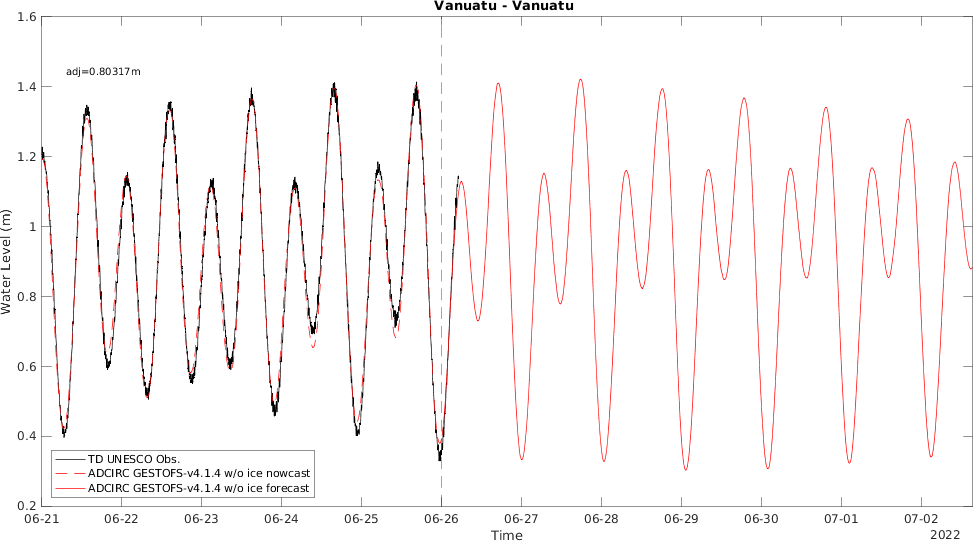 Vanuatu - Vanuatu
1.6
1.4
1.2
1
0.8
0.6
0.4
0.2
Water Level (m)
adj=0.80317m
TD UNESCO Obs.
ADCIRC GESTOFS-v4.1.4 w/o ice nowcast
ADCIRC GESTOFS-v4.1.4 w/o ice forecast
06-21 06-22 06-23 06-24 06-25 06-26 06-27 06-28 06-29 06-30 07-01 07-02
2022
Time